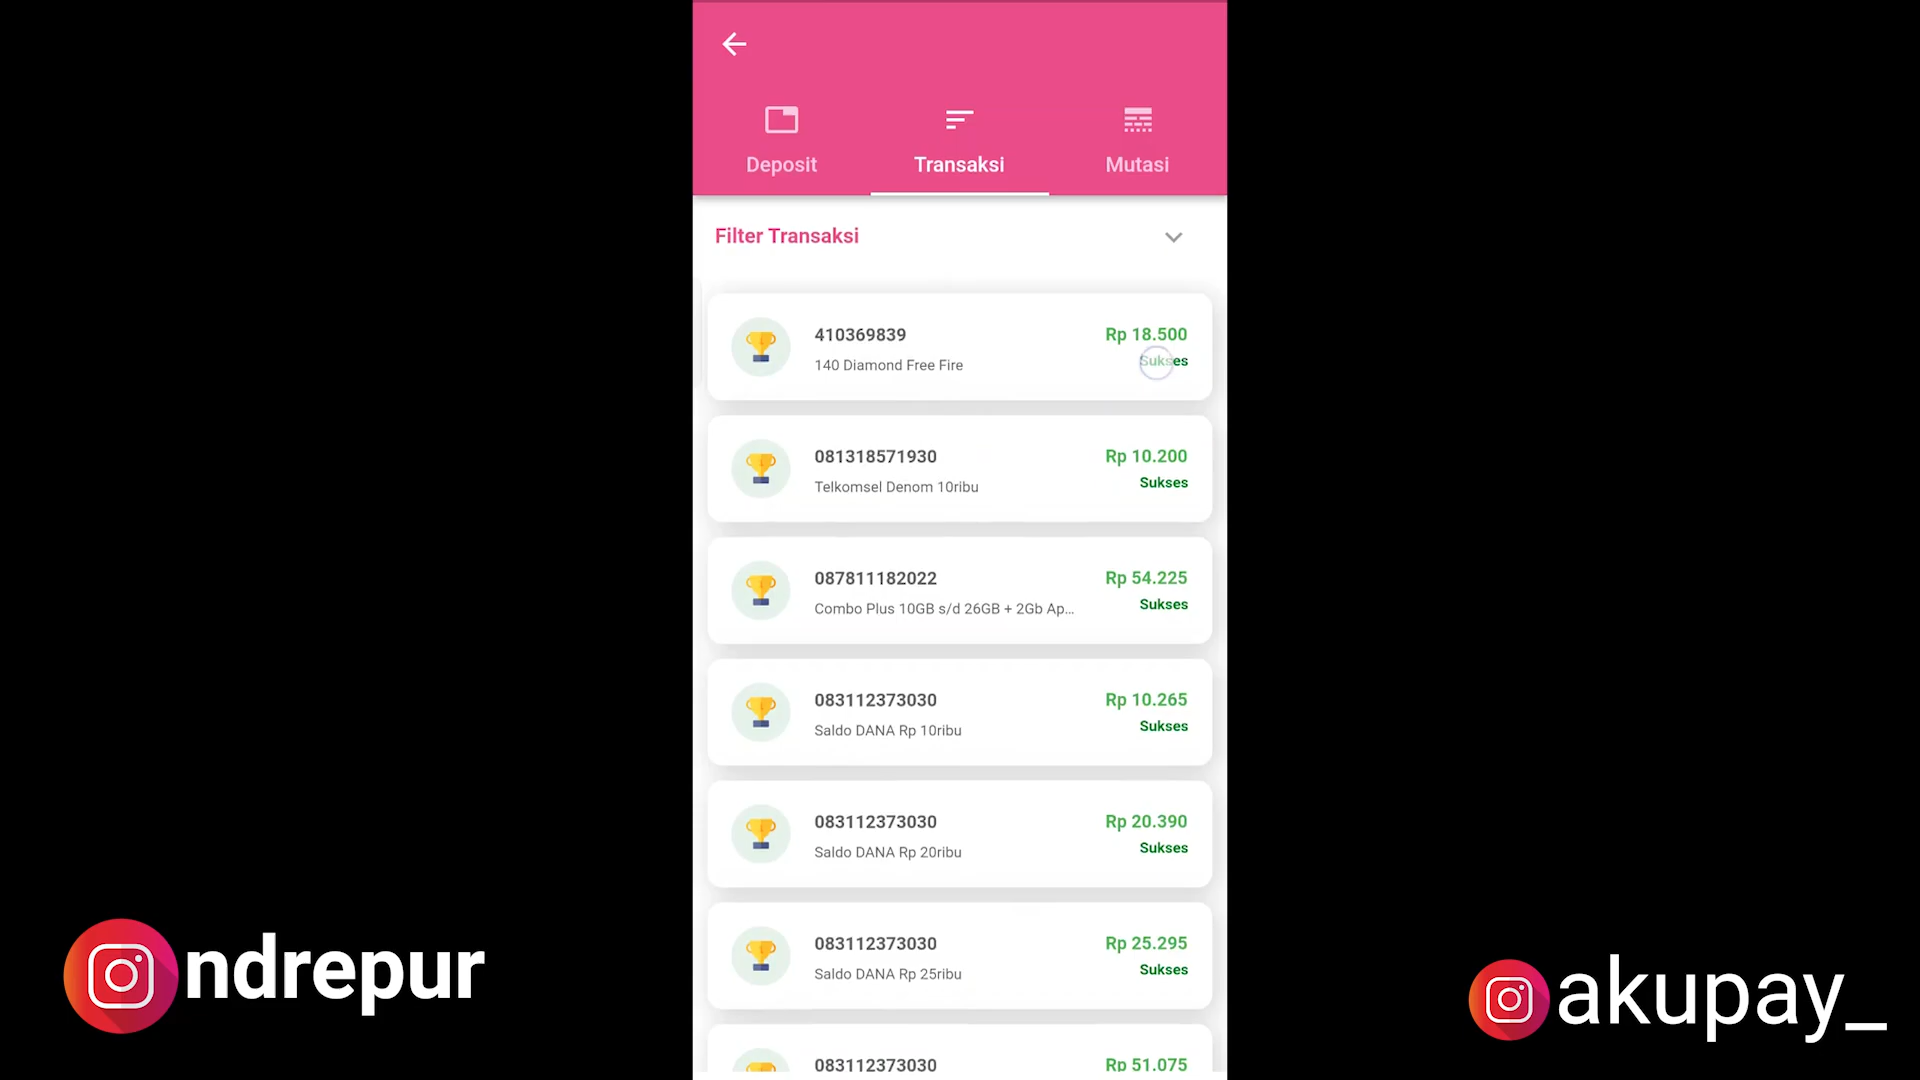 Deposit
Transaksi
Mutasi
Filter Transaksi
410369839
Rp 18.500
140 Diamond Free Fire
Sukses
081318571930
Rp 10.200
Telkomsel Denom 10ribu
Sukses
087811182022
Rp 54.225
Combo Plus 10GB s/d 26GB + 2Gb Ap...
Sukses
083112373030
Rp 10.265
Saldo DANA Rp 10ribu
Sukses
083112373030
Rp 20.390
Saldo DANA Rp 20ribu
Sukses
083112373030
Rp 25.295
Saldo DANA Rp 25ribu
Sukses
083112373030
Rp 51.075
ndrepur
akupay_